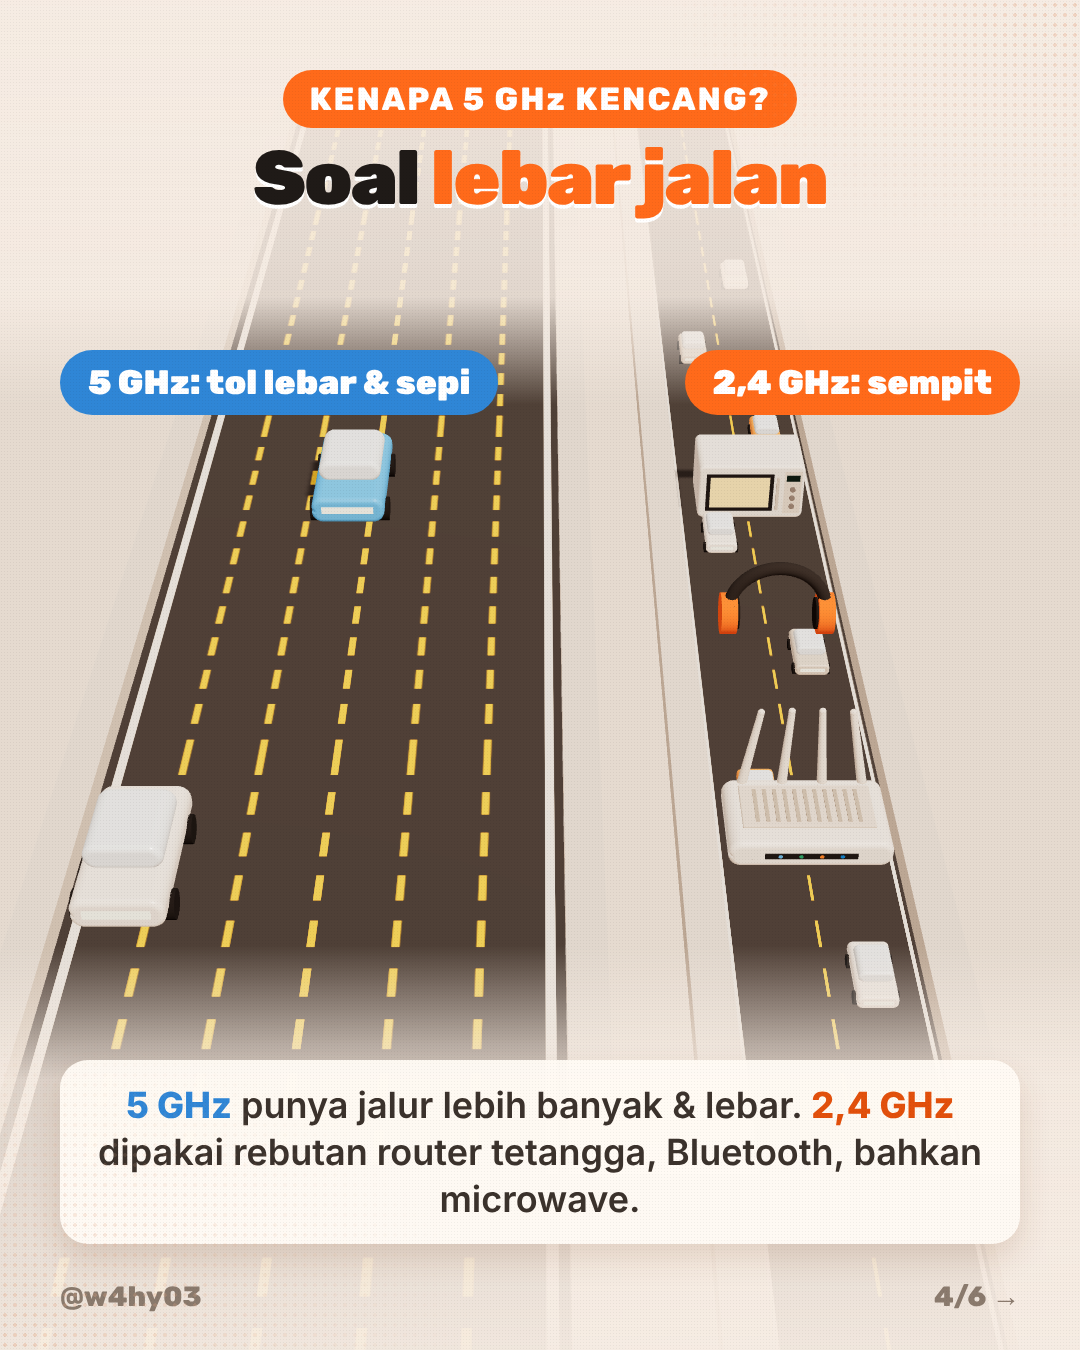 KENAPA 5 GHz KENCANG?
Soal lebar jalan
5 GHz: tol lebar & sepi
2,4 GHz: sempit
5 GHz punya jalur lebih banyak & lebar. 2,4 GHz
dipakai rebutan router tetangga, Bluetooth, bahkan
microwave.
@w4hy03
4/6 →